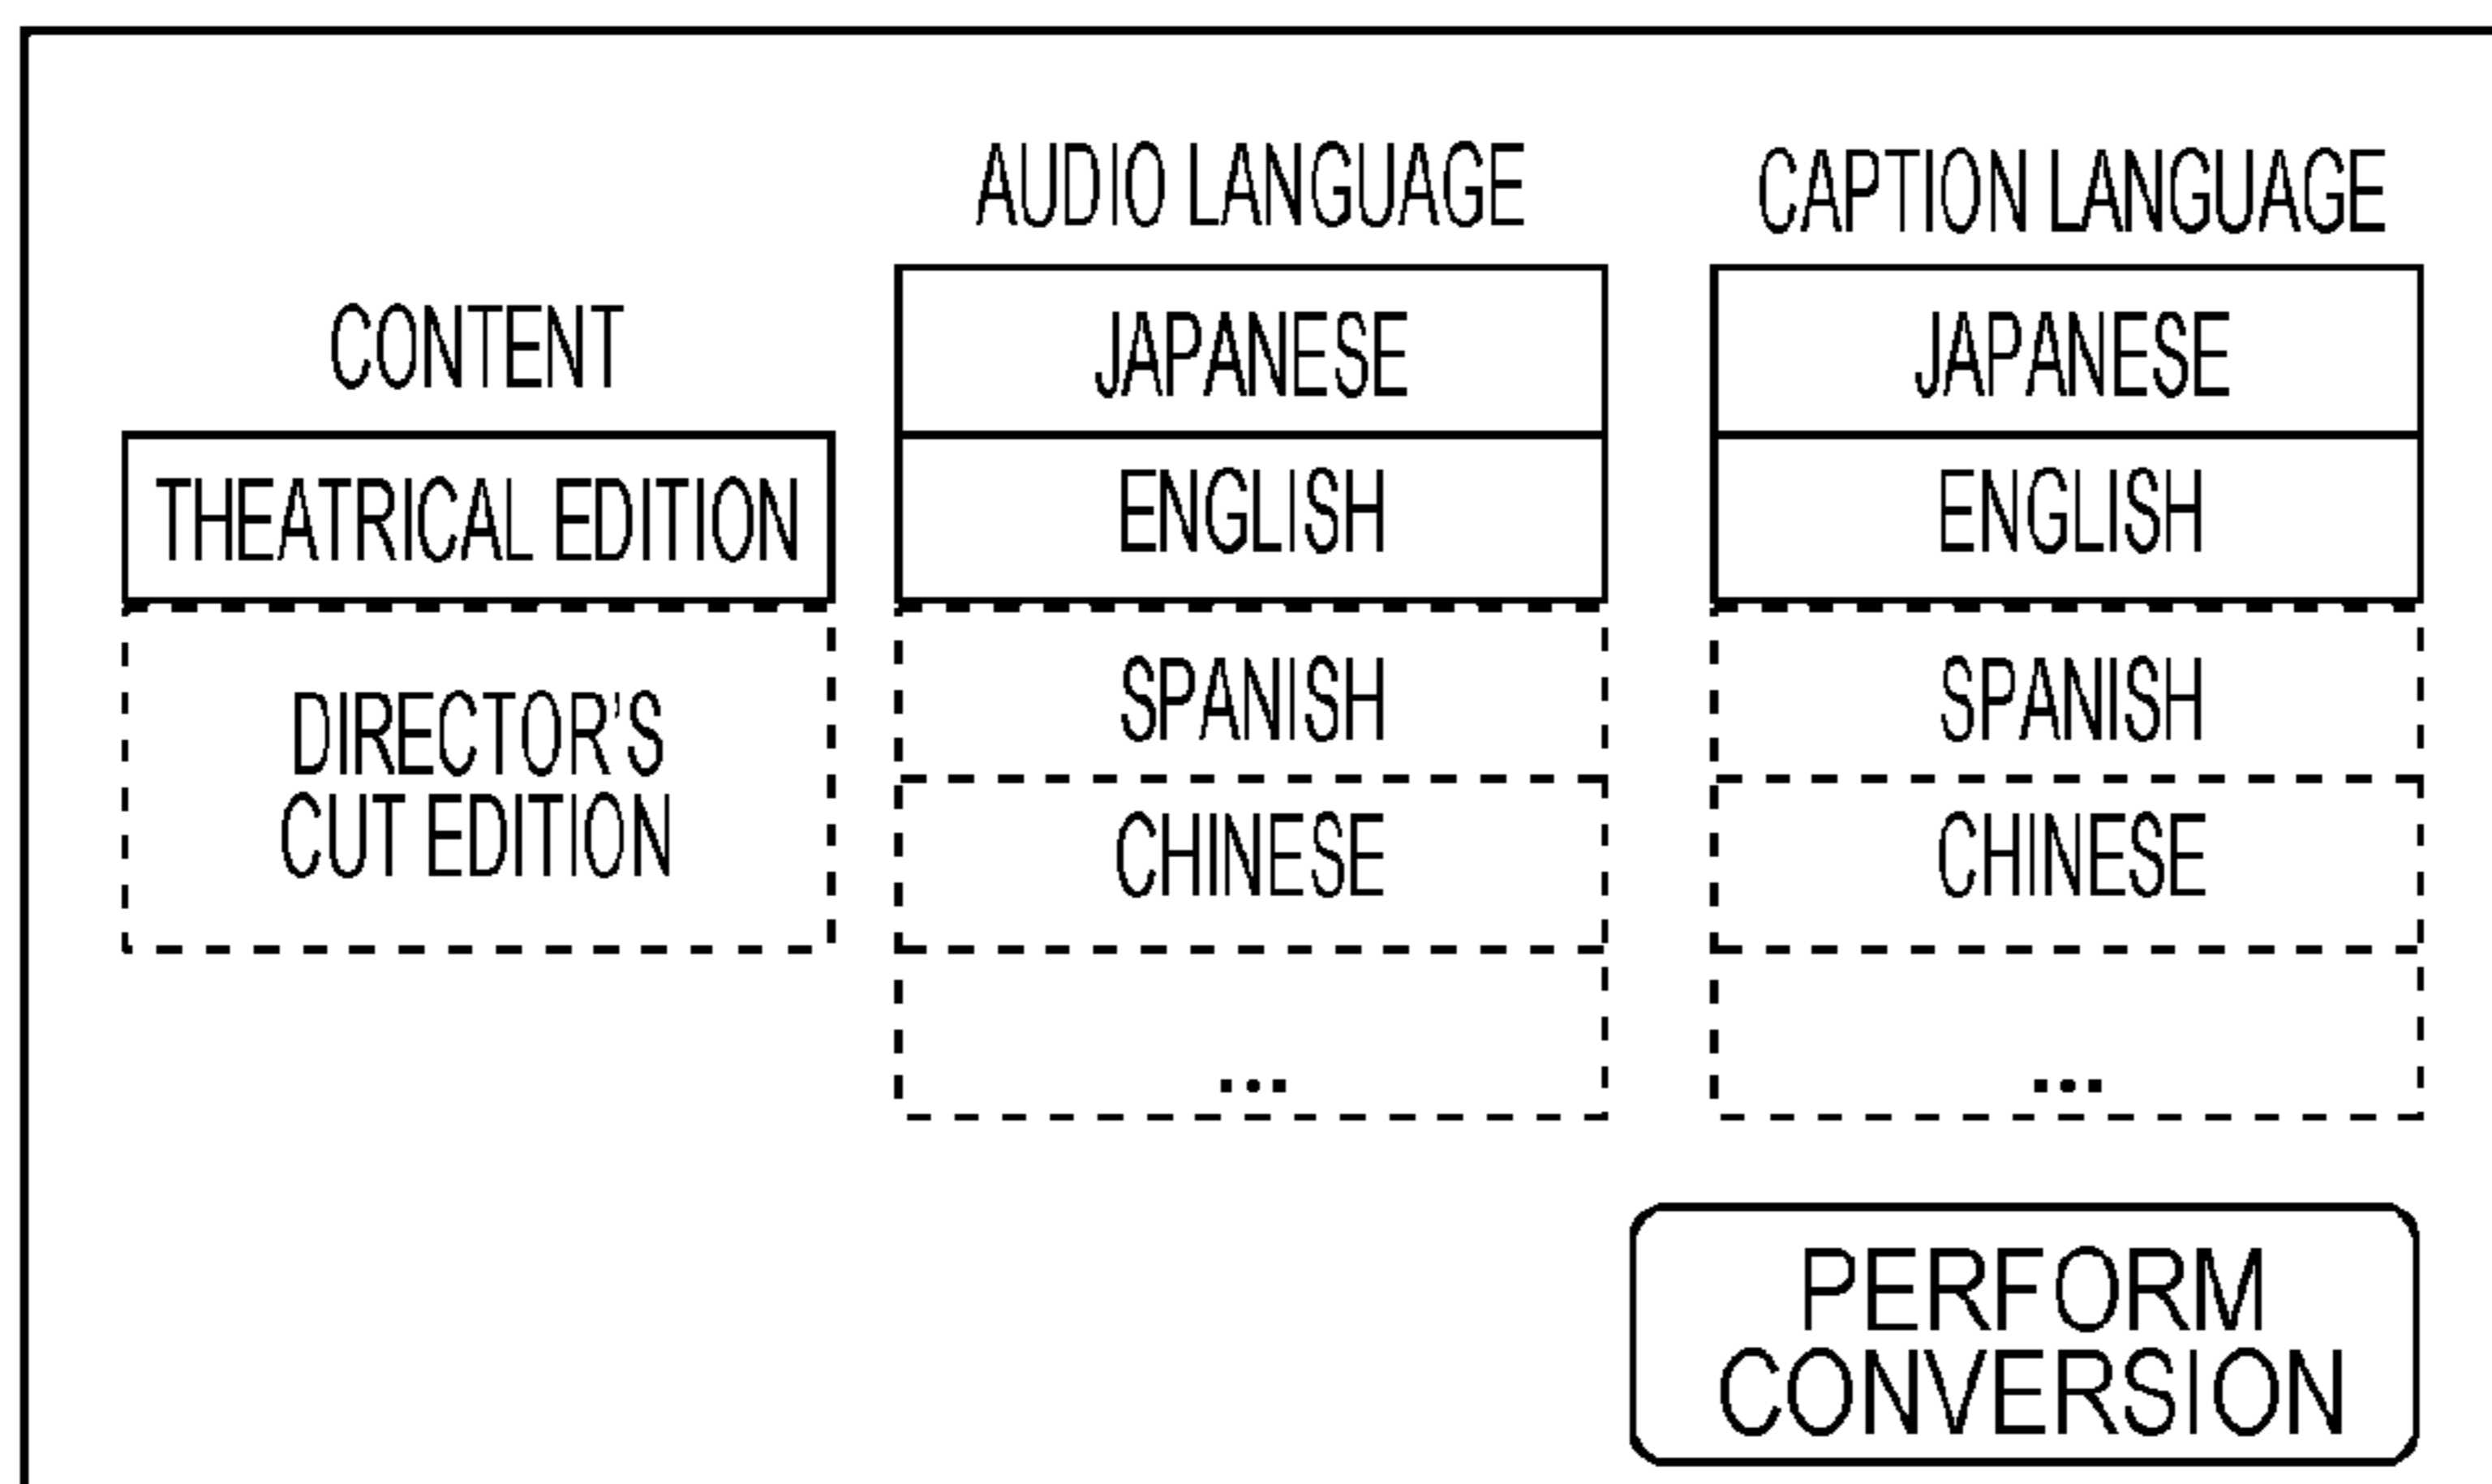 CONTENT
THEATRICAL EDITION
DIRECTOR'S
CUT EDITION
AUDIO LANGUAGE
JAPANESE
ENGLISH
SPANISH
CHINESE
...
CAPTION LANGUAGE
JAPANESE
ENGLISH
SPANISH
CHINESE
...
PERFORM
CONVERSION